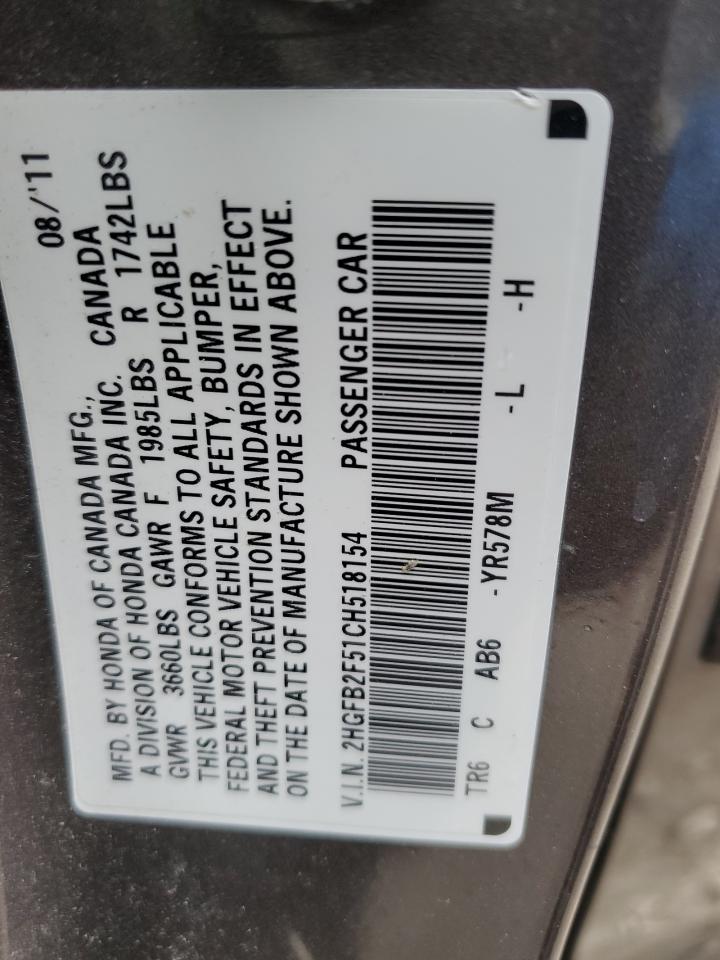 MFD. BY HONDA OF CANADA MFG., 08/'11
A DIVISION OF HONDA CANADA INC. CANADA
GVWR 3660LBS GAWR F 1985LBS R 1742LBS
THIS VEHICLE CONFORMS TO ALL APPLICABLE
FEDERAL MOTOR VEHICLE SAFETY, BUMPER,
AND THEFT PREVENTION STANDARDS IN EFFECT
ON THE DATE OF MANUFACTURE SHOWN ABOVE.
V.I.N. 2HGFB2F51CH518154 PASSENGER CAR
TR6 C AB6 -YR578M -L -H